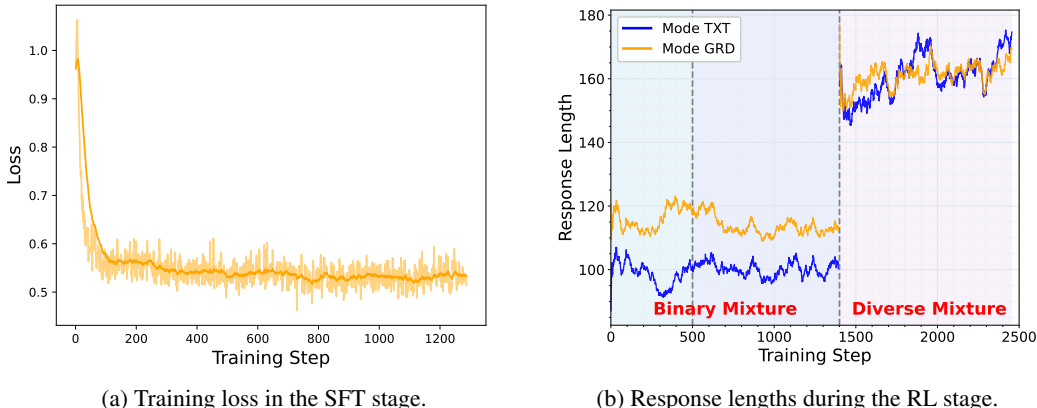 1.0
0.9
0.8
0.7
0.6
0.5
Loss
0 200 400 600 800 1000 1200
Training Step
(a) Training loss in the SFT stage.
180
160
140
120
100
Response Length
Mode TXT
Mode GRD
Binary Mixture
Diverse Mixture
0 500 1000 1500 2000 2500
Training Step
(b) Response lengths during the RL stage.